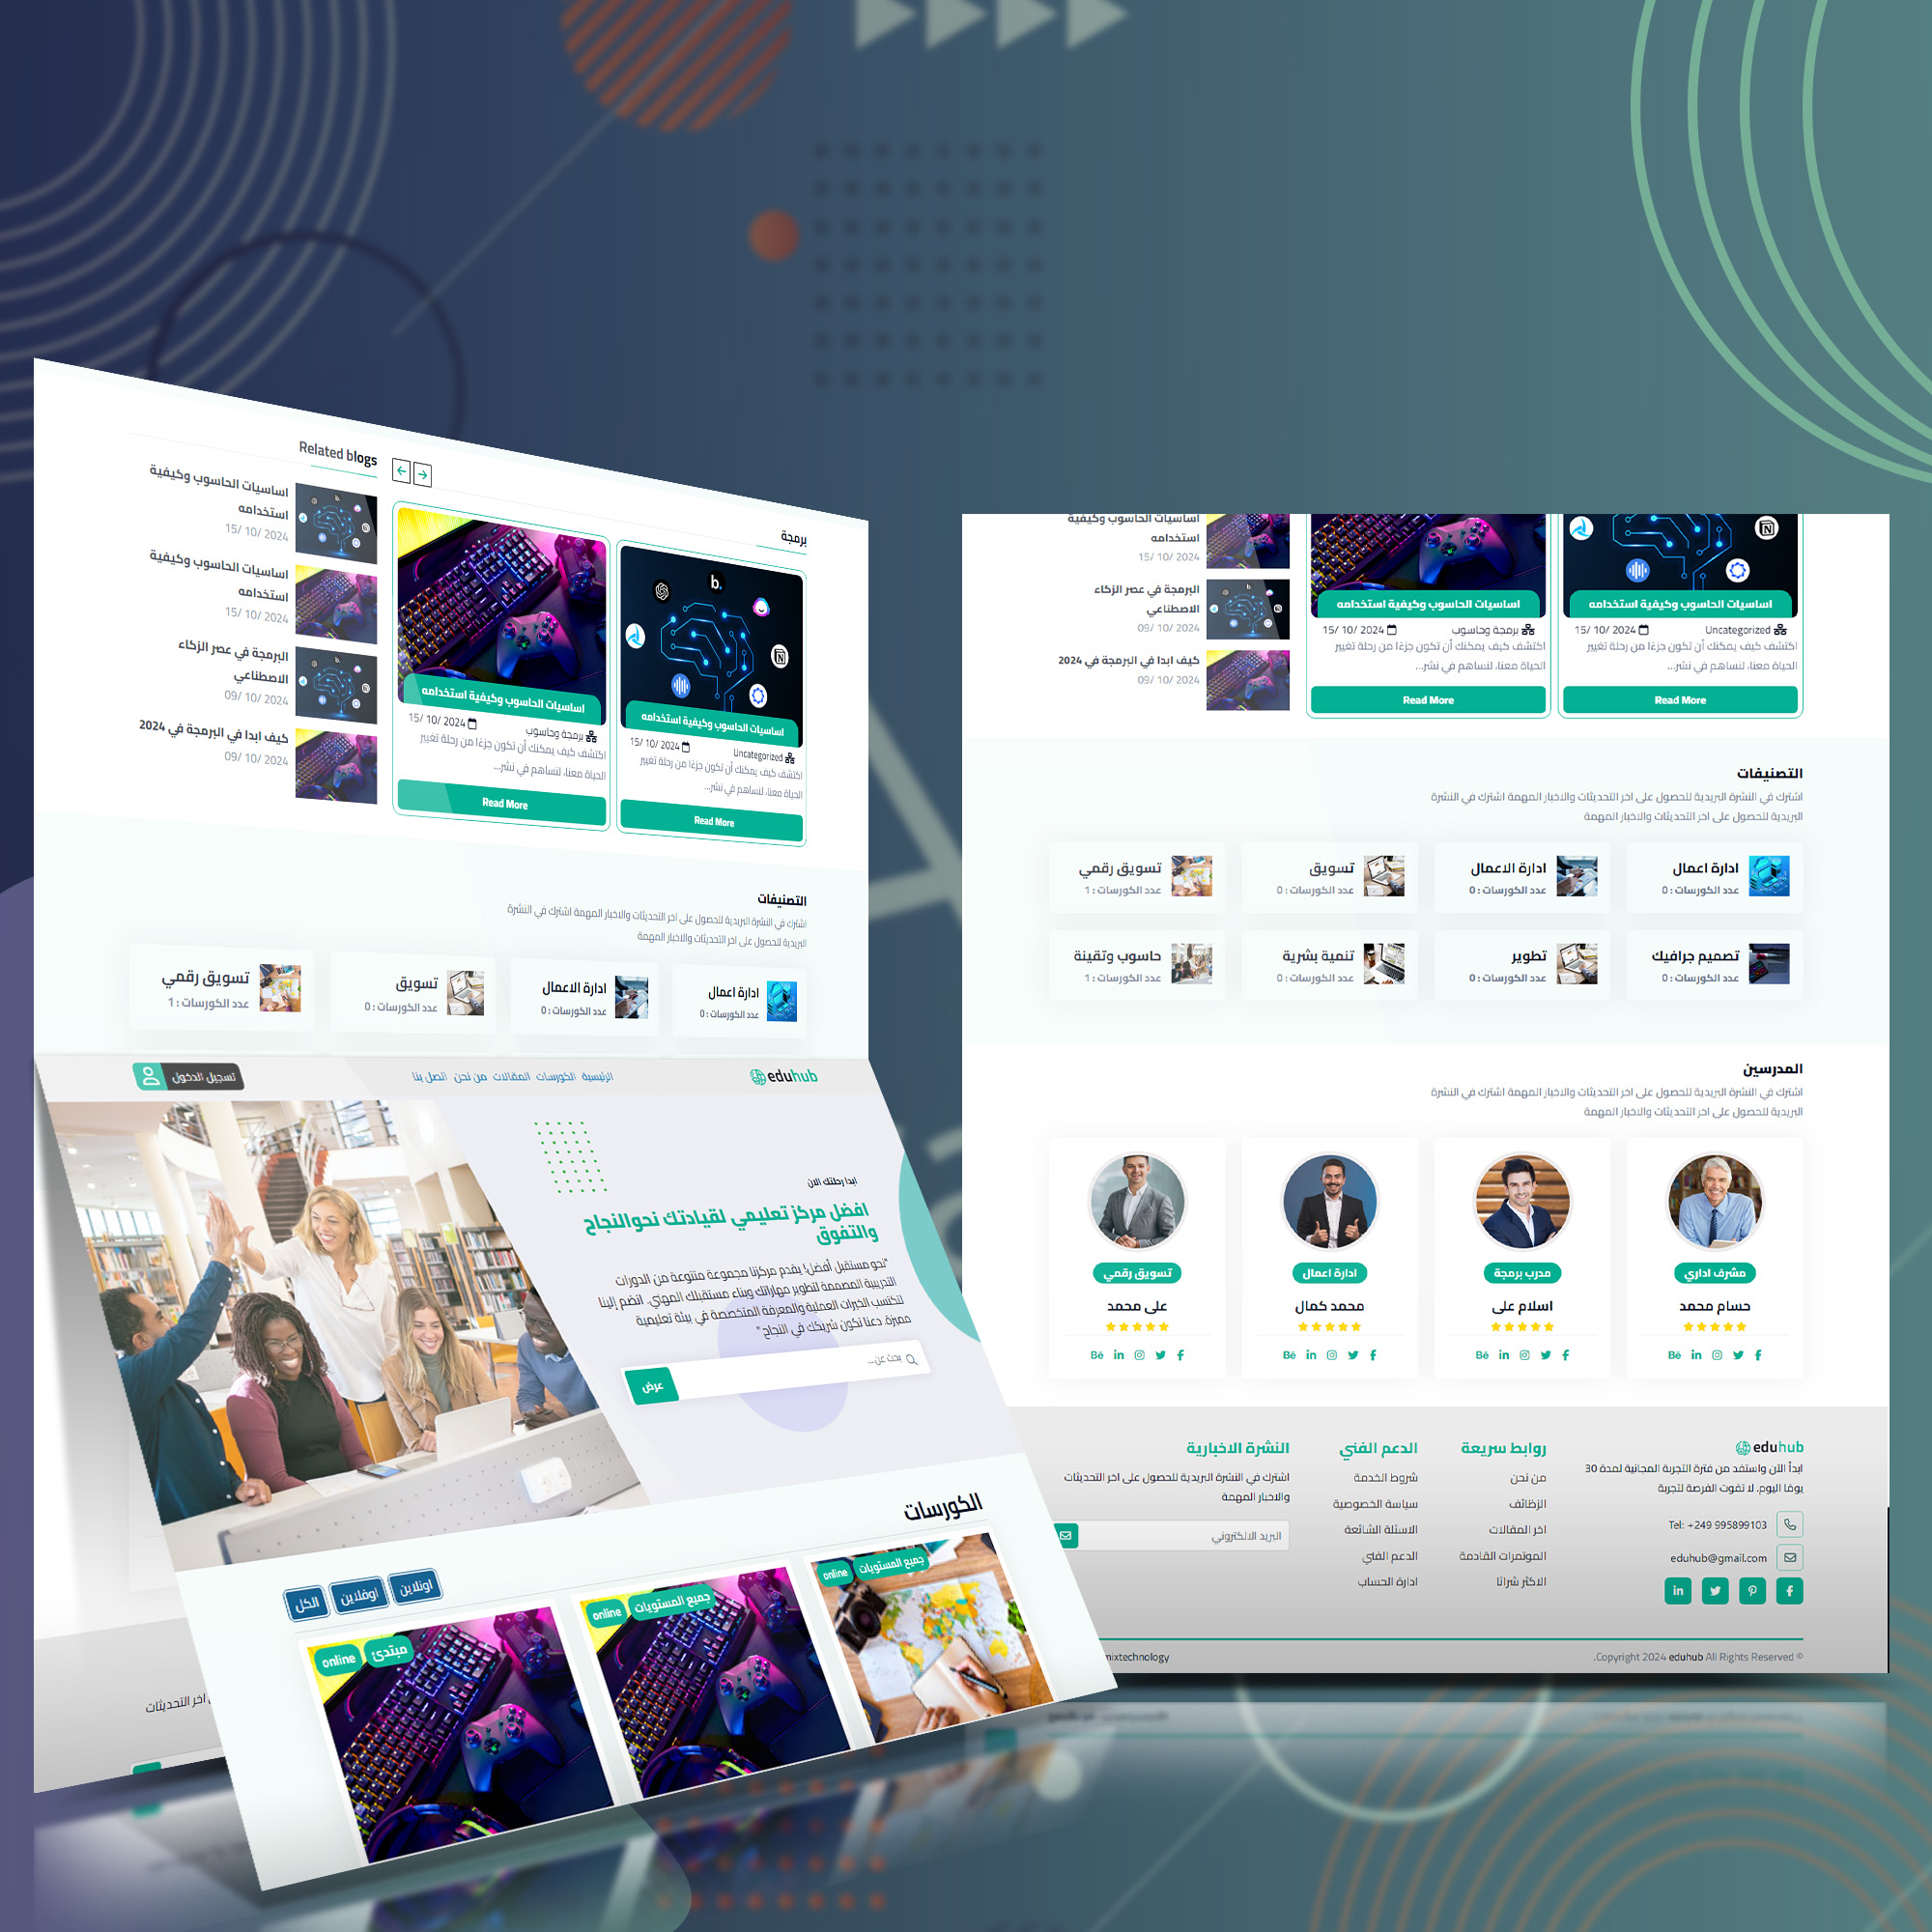 Related blogs
برمجة
اساسيات الحاسوب وكيفية
استخدامه
15/ 10/ 2024
اساسيات الحاسوب وكيفية
استخدامه
15/ 10/ 2024
البرمجة في عصر الزكاء
الاصطناعي
09/ 10/ 2024
كيف ابدا في البرمجة في 2024
09/ 10/ 2024
اساسيات الحاسوب وكيفية استخدامه
برمجة وحاسوب
15/ 10/ 2024
اكتشف كيف يمكنك أن تكون جزءًا من رحلة تغيير
الحياة معنا، لنساهم في نشر...
Read More
b.
اساسيات الحاسوب وكيفية استخدامه
Uncategorized
15/ 10/ 2024
اكتشف كيف يمكنك أن تكون جزءًا من رحلة تغيير
الحياة معنا، لنساهم في نشر...
Read More
التصنيفات
اشترك في النشرة البريدية للحصول على اخر التحديثات والاخبار المهمة اشترك في النشرة
البريدية للحصول على اخر التحديثات والاخبار المهمة
ادارة اعمال
عدد الكورسات : 0
ادارة الاعمال
عدد الكورسات : 0
تسويق
عدد الكورسات : 0
تسويق رقمي
عدد الكورسات : 1
eduhub
الرئيسية الكورسات المقالات من نحن اتصل بنا
تسجيل الدخول
ابدا رحلتك الان
افضل مركز تعليمي لقيادتك نحوالنجاح
والتفوق
"نحو مستقبل أفضل! يقدم مركزنا مجموعة متنوعة من الدورات
التدريبية المصممة لتطوير مهاراتك وبناء مستقبلك المهني. انضم إلينا
لتكتسب الخبرات العملية والمعرفة المتخصصة في بيئة تعليمية
مميزة. دعنا نكون شريكك في النجاح "
بحث عن...
عرض
الكورسات
اونلاين
اوفلاين
الكل
جميع المستويات
online
جميع المستويات
online
مبتدئ
online
اخر التحديثات
اساسيات الحاسوب وكيفية
استخدامه
15/ 10/ 2024
البرمجة في عصر الزكاء
الاصطناعي
09/ 10/ 2024
كيف ابدا في البرمجة في 2024
09/ 10/ 2024
اساسيات الحاسوب وكيفية استخدامه
Uncategorized
15/ 10/ 2024
اكتشف كيف يمكنك أن تكون جزءًا من رحلة تغيير
الحياة معنا، لنساهم في نشر...
Read More
اساسيات الحاسوب وكيفية استخدامه
برمجة وحاسوب
15/ 10/ 2024
اكتشف كيف يمكنك أن تكون جزءًا من رحلة تغيير
الحياة معنا، لنساهم في نشر...
Read More
التصنيفات
اشترك في النشرة البريدية للحصول على اخر التحديثات والاخبار المهمة اشترك في النشرة
البريدية للحصول على اخر التحديثات والاخبار المهمة
ادارة اعمال
عدد الكورسات : 0
ادارة الاعمال
عدد الكورسات : 0
تسويق
عدد الكورسات : 0
تسويق رقمي
عدد الكورسات : 1
تصميم جرافيك
عدد الكورسات : 0
تطوير
عدد الكورسات : 0
تنمية بشرية
عدد الكورسات : 0
حاسوب وتقينة
عدد الكورسات : 1
المدرسين
اشترك في النشرة البريدية للحصول على اخر التحديثات والاخبار المهمة اشترك في النشرة
البريدية للحصول على اخر التحديثات والاخبار المهمة
مشرف اداري
حسام محمد
مدرب برمجة
اسلام على
ادارة اعمال
محمد كمال
تسويق رقمي
على محمد
eduhub
ابدأ الآن واستفد من فترة التجربة المجانية لمدة 30
يومًا اليوم. لا تفوت الفرصة لتجربة
Tel: +249 995899103
eduhub@gmail.com
روابط سريعة
من نحن
الوظائف
اخر المقالات
الموتمرات القادمة
الاكثر شرائا
الدعم الفني
شروط الخدمة
سياسة الخصوصية
الاسئلة الشائعة
الدعم الفني
ادارة الحساب
النشرة الاخبارية
اشترك في النشرة البريدية للحصول على اخر التحديثات
والاخبار المهمة
البريد الالكتروني
.Copyright 2024 eduhub All Rights Reserved ©
mixtechnology